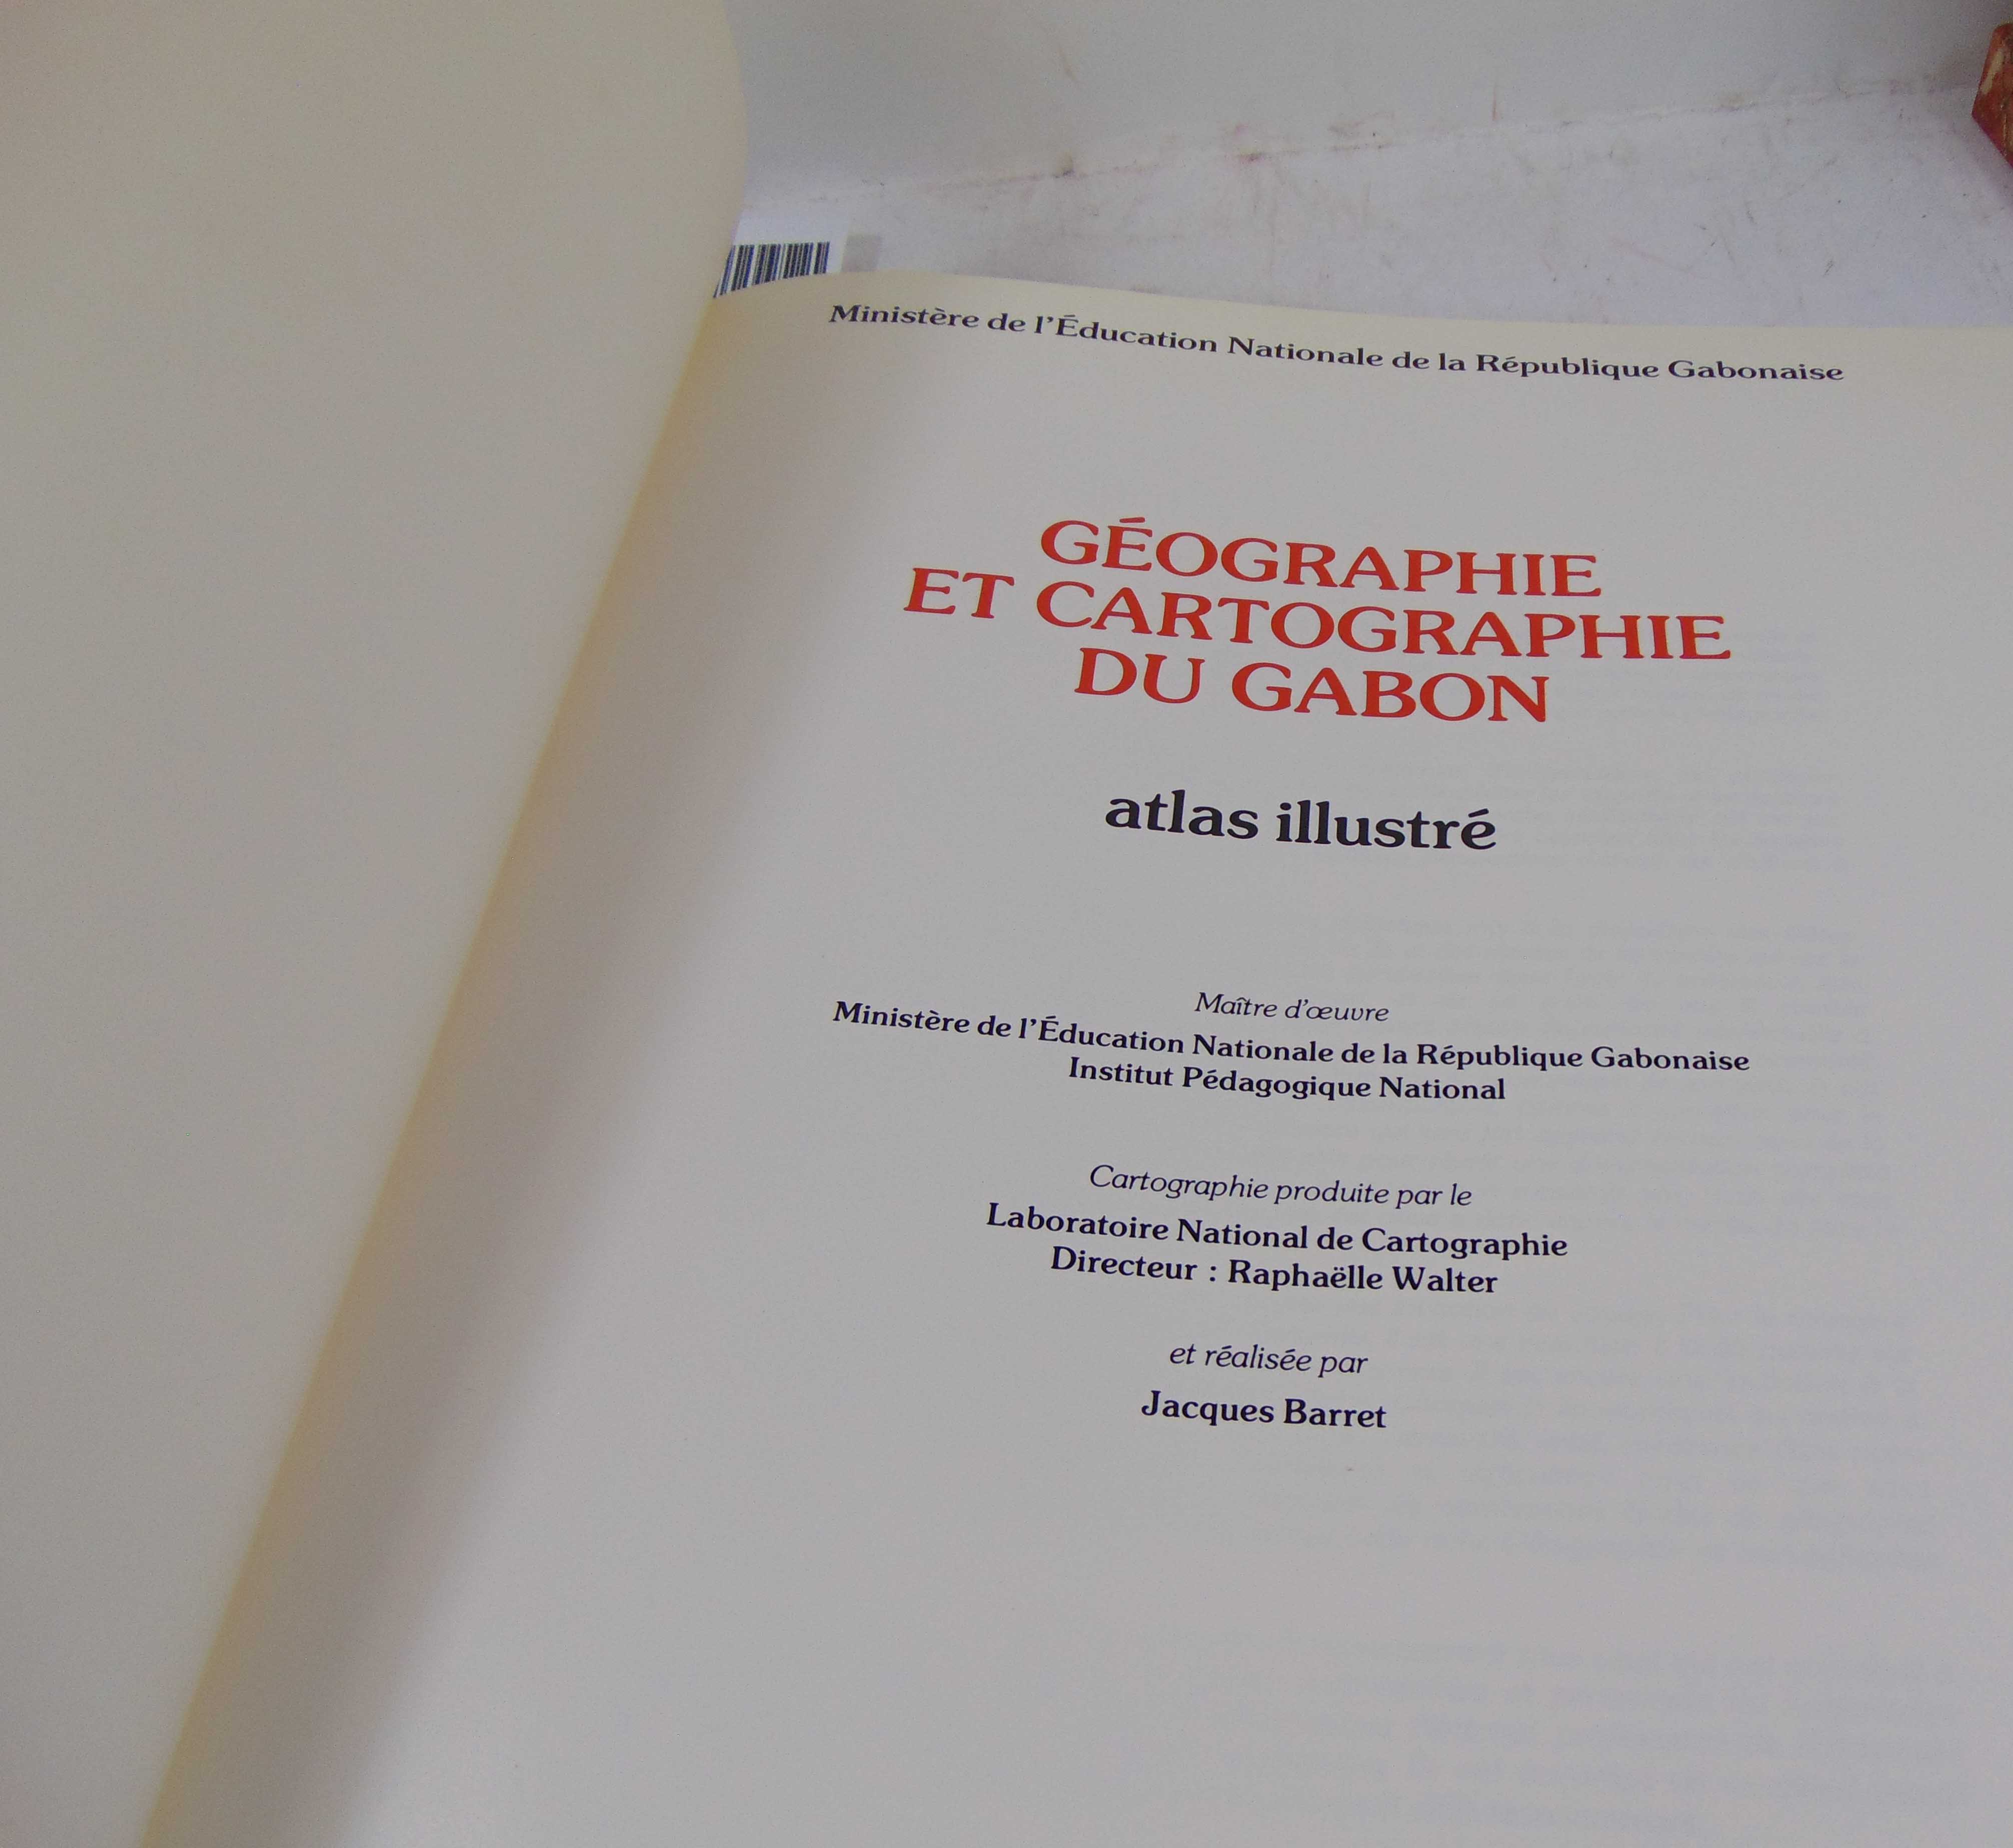 Ministère de l'Éducation Nationale de la République Gabonaise
GÉOGRAPHIE
ET CARTOGRAPHIE
DU GABON
atlas illustré
Maître d'œuvre
Ministère de l'Éducation Nationale de la République Gabonaise
Institut Pédagogique National
Cartographie produite par le
Laboratoire National de Cartographie
Directeur : Raphaëlle Walter
et réalisée par
Jacques Barret